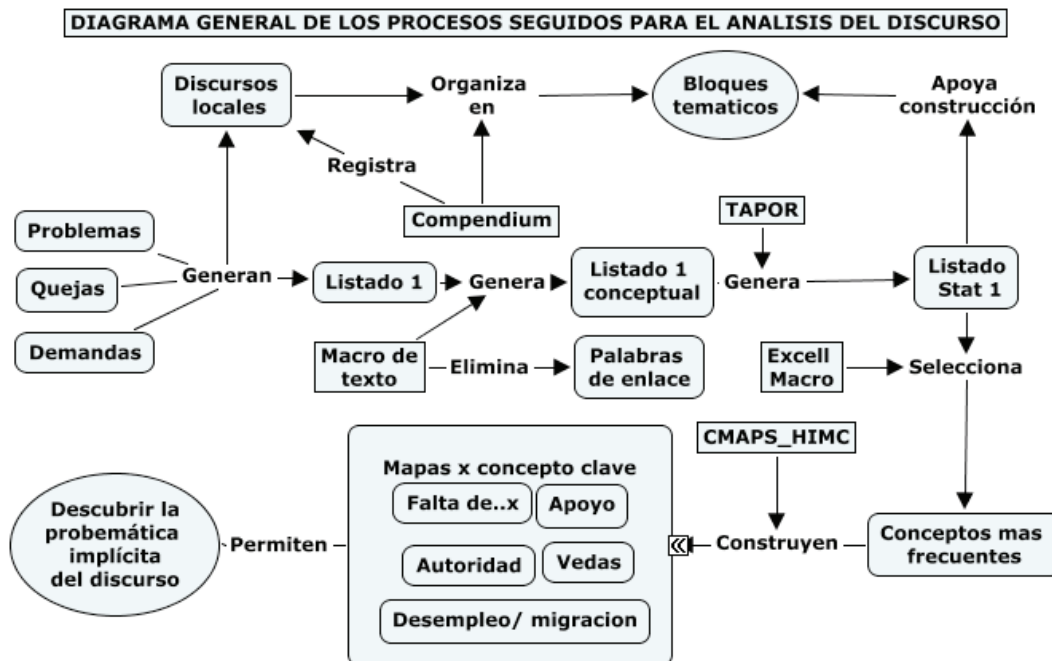 DIAGRAMA GENERAL DE LOS PROCESOS SEGUIDOS PARA EL ANALISIS DEL DISCURSO
Discursos
locales
Organiza
en
Bloques
tematicos
Apoya
construcción
Registra
Compendium
TAPOR
Problemas
Quejas
Demandas
Generan
Listado 1
Genera
Listado 1
conceptual
Genera
Listado
Stat 1
Macro de
texto
Elimina
Palabras
de enlace
Excell
Macro
Selecciona
CMAPS_HIMC
Mapas x concepto clave
Falta de..x
Apoyo
Autoridad
Vedas
Desempleo/ migracion
Descubrir la
probemática
implícita
del discurso
Permiten
Construyen
Conceptos mas
frecuentes